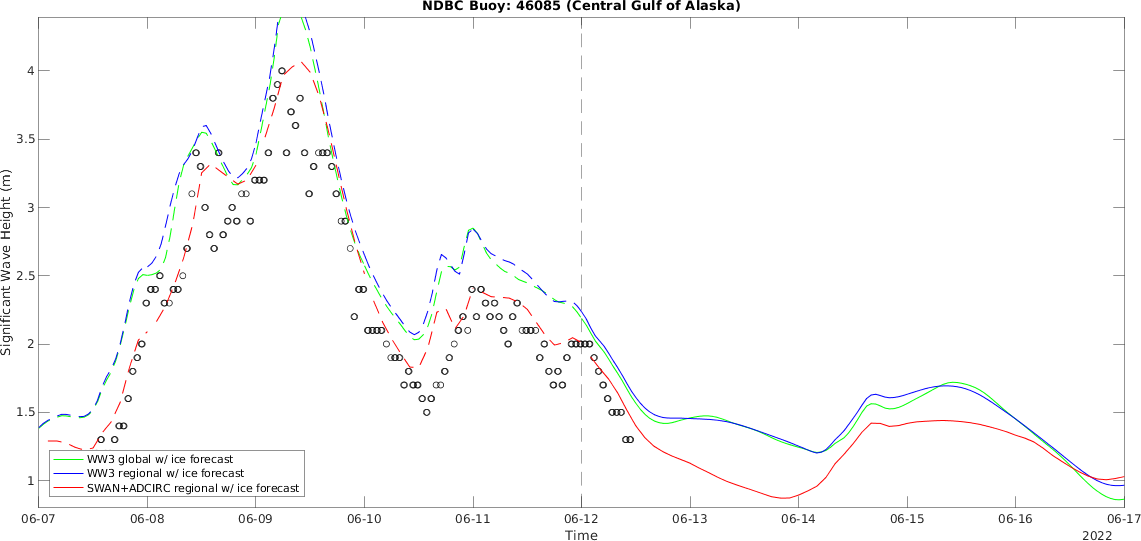 NDBC Buoy: 46085 (Central Gulf of Alaska)
Significant Wave Height (m)
4
3.5
3
2.5
2
1.5
1
WW3 global w/ ice forecast
WW3 regional w/ ice forecast
SWAN+ADCIRC regional w/ ice forecast
06-07 06-08 06-09 06-10 06-11 06-12 06-13 06-14 06-15 06-16 06-17
Time
2022